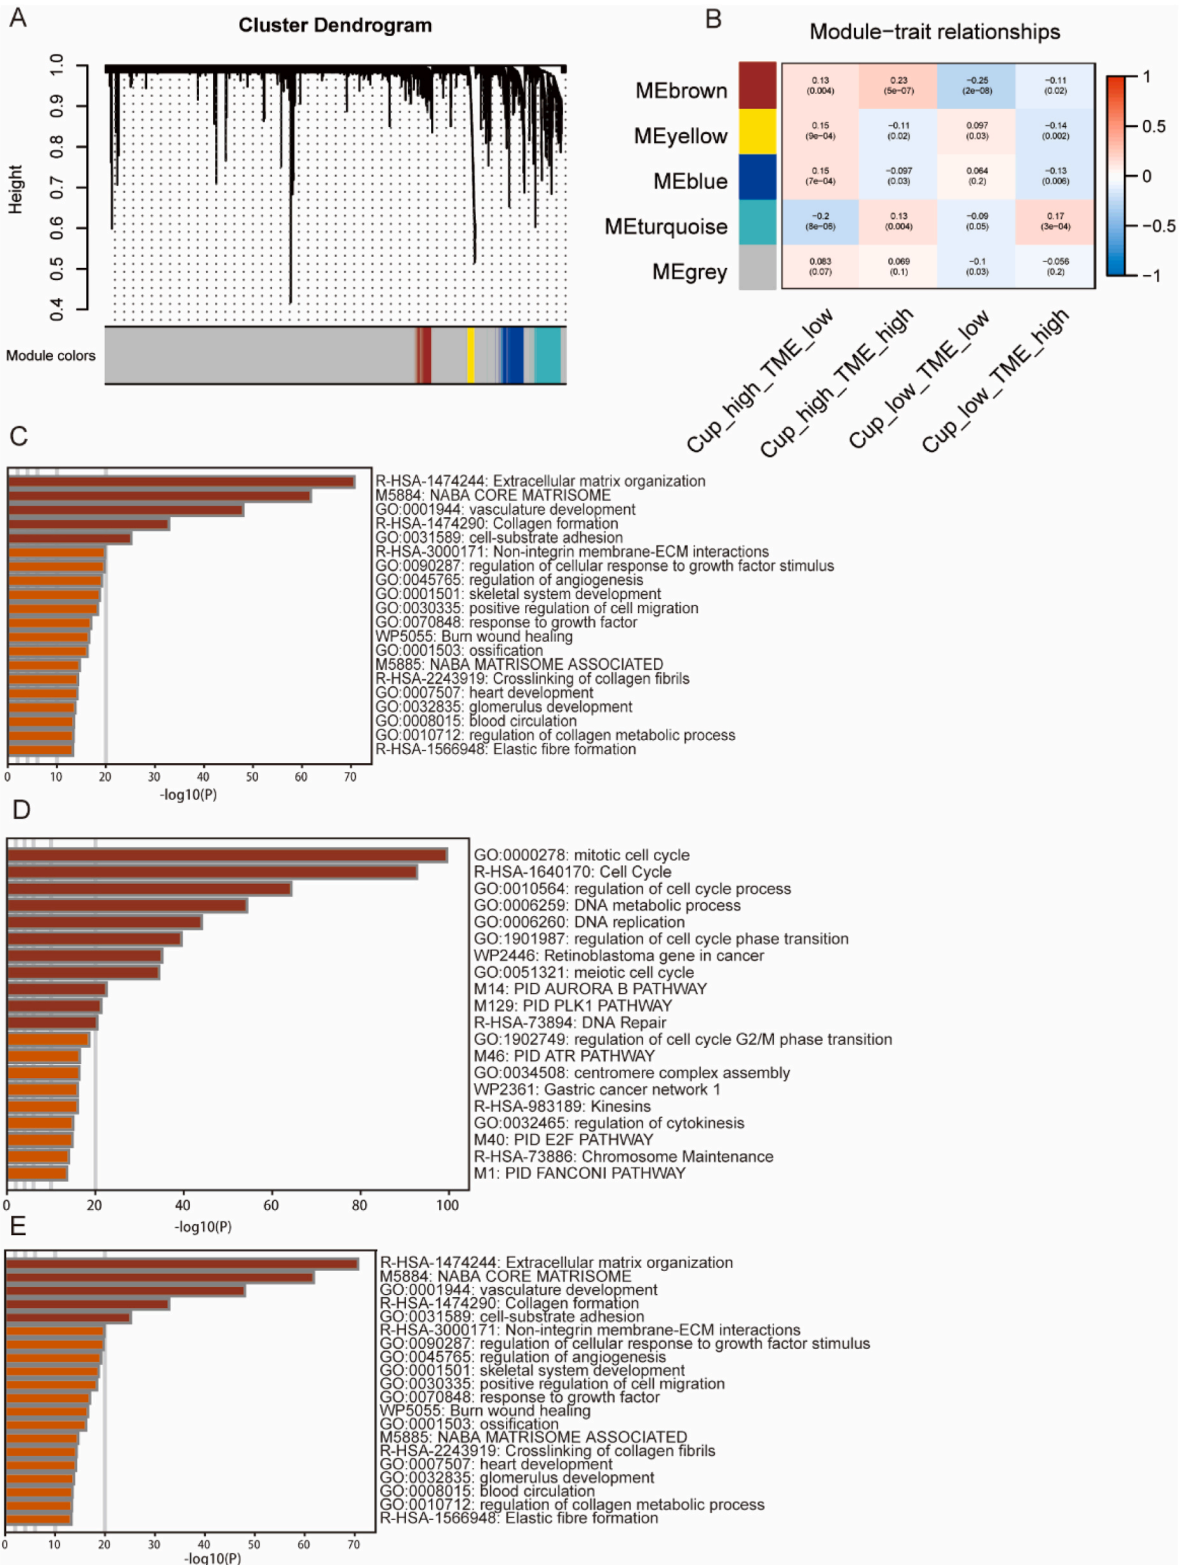 A
Cluster Dendrogram
Height
1.0
0.9
0.8
0.7
0.6
0.5
0.4
Module colors
B
Module−trait relationships
MEbrown
MEyellow
MEblue
MEturquoise
MEgrey
0.13 0.23 −0.25 −0.11
(0.004) (5e−07) (2e−08) (0.02)
0.15 −0.11 0.097 −0.14
(9e−04) (0.02) (0.03) (0.002)
0.15 −0.097 0.064 −0.13
(7e−04) (0.03) (0.2) (0.006)
−0.2 0.13 −0.09 0.17
(8e−05) (0.004) (0.05) (3e−04)
0.083 0.069 −0.1 −0.056
(0.07) (0.1) (0.03) (0.2)
1
0.5
0
−0.5
−1
Cup_high_TME_low
Cup_high_TME_high
Cup_low_TME_low
Cup_low_TME_high
C
R-HSA-1474244: Extracellular matrix organization
M5884: NABA CORE MATRISOME
GO:0001944: vasculature development
R-HSA-1474290: Collagen formation
GO:0031589: cell-substrate adhesion
R-HSA-3000171: Non-integrin membrane-ECM interactions
GO:0090287: regulation of cellular response to growth factor stimulus
GO:0045765: regulation of angiogenesis
GO:0001501: skeletal system development
GO:0030335: positive regulation of cell migration
GO:0070848: response to growth factor
WP5055: Burn wound healing
GO:0001503: ossification
M5885: NABA MATRISOME ASSOCIATED
R-HSA-2243919: Crosslinking of collagen fibrils
GO:0007507: heart development
GO:0032835: glomerulus development
GO:0008015: blood circulation
GO:0010712: regulation of collagen metabolic process
R-HSA-1566948: Elastic fibre formation
0 10 20 30 40 50 60 70
-log10(P)
D
GO:0000278: mitotic cell cycle
R-HSA-1640170: Cell Cycle
GO:0010564: regulation of cell cycle process
GO:0006259: DNA metabolic process
GO:0006260: DNA replication
GO:1901987: regulation of cell cycle phase transition
WP2446: Retinoblastoma gene in cancer
GO:0051321: meiotic cell cycle
M14: PID AURORA B PATHWAY
M129: PID PLK1 PATHWAY
R-HSA-73894: DNA Repair
GO:1902749: regulation of cell cycle G2/M phase transition
M46: PID ATR PATHWAY
GO:0034508: centromere complex assembly
WP2361: Gastric cancer network 1
R-HSA-983189: Kinesins
GO:0032465: regulation of cytokinesis
M40: PID E2F PATHWAY
R-HSA-73886: Chromosome Maintenance
M1: PID FANCONI PATHWAY
0 20 40 60 80 100
-log10(P)
E
R-HSA-1474244: Extracellular matrix organization
M5884: NABA CORE MATRISOME
GO:0001944: vasculature development
R-HSA-1474290: Collagen formation
GO:0031589: cell-substrate adhesion
R-HSA-3000171: Non-integrin membrane-ECM interactions
GO:0090287: regulation of cellular response to growth factor stimulus
GO:0045765: regulation of angiogenesis
GO:0001501: skeletal system development
GO:0030335: positive regulation of cell migration
GO:0070848: response to growth factor
WP5055: Burn wound healing
GO:0001503: ossification
M5885: NABA MATRISOME ASSOCIATED
R-HSA-2243919: Crosslinking of collagen fibrils
GO:0007507: heart development
GO:0032835: glomerulus development
GO:0008015: blood circulation
GO:0010712: regulation of collagen metabolic process
R-HSA-1566948: Elastic fibre formation
0 10 20 30 40 50 60 70
-log10(P)